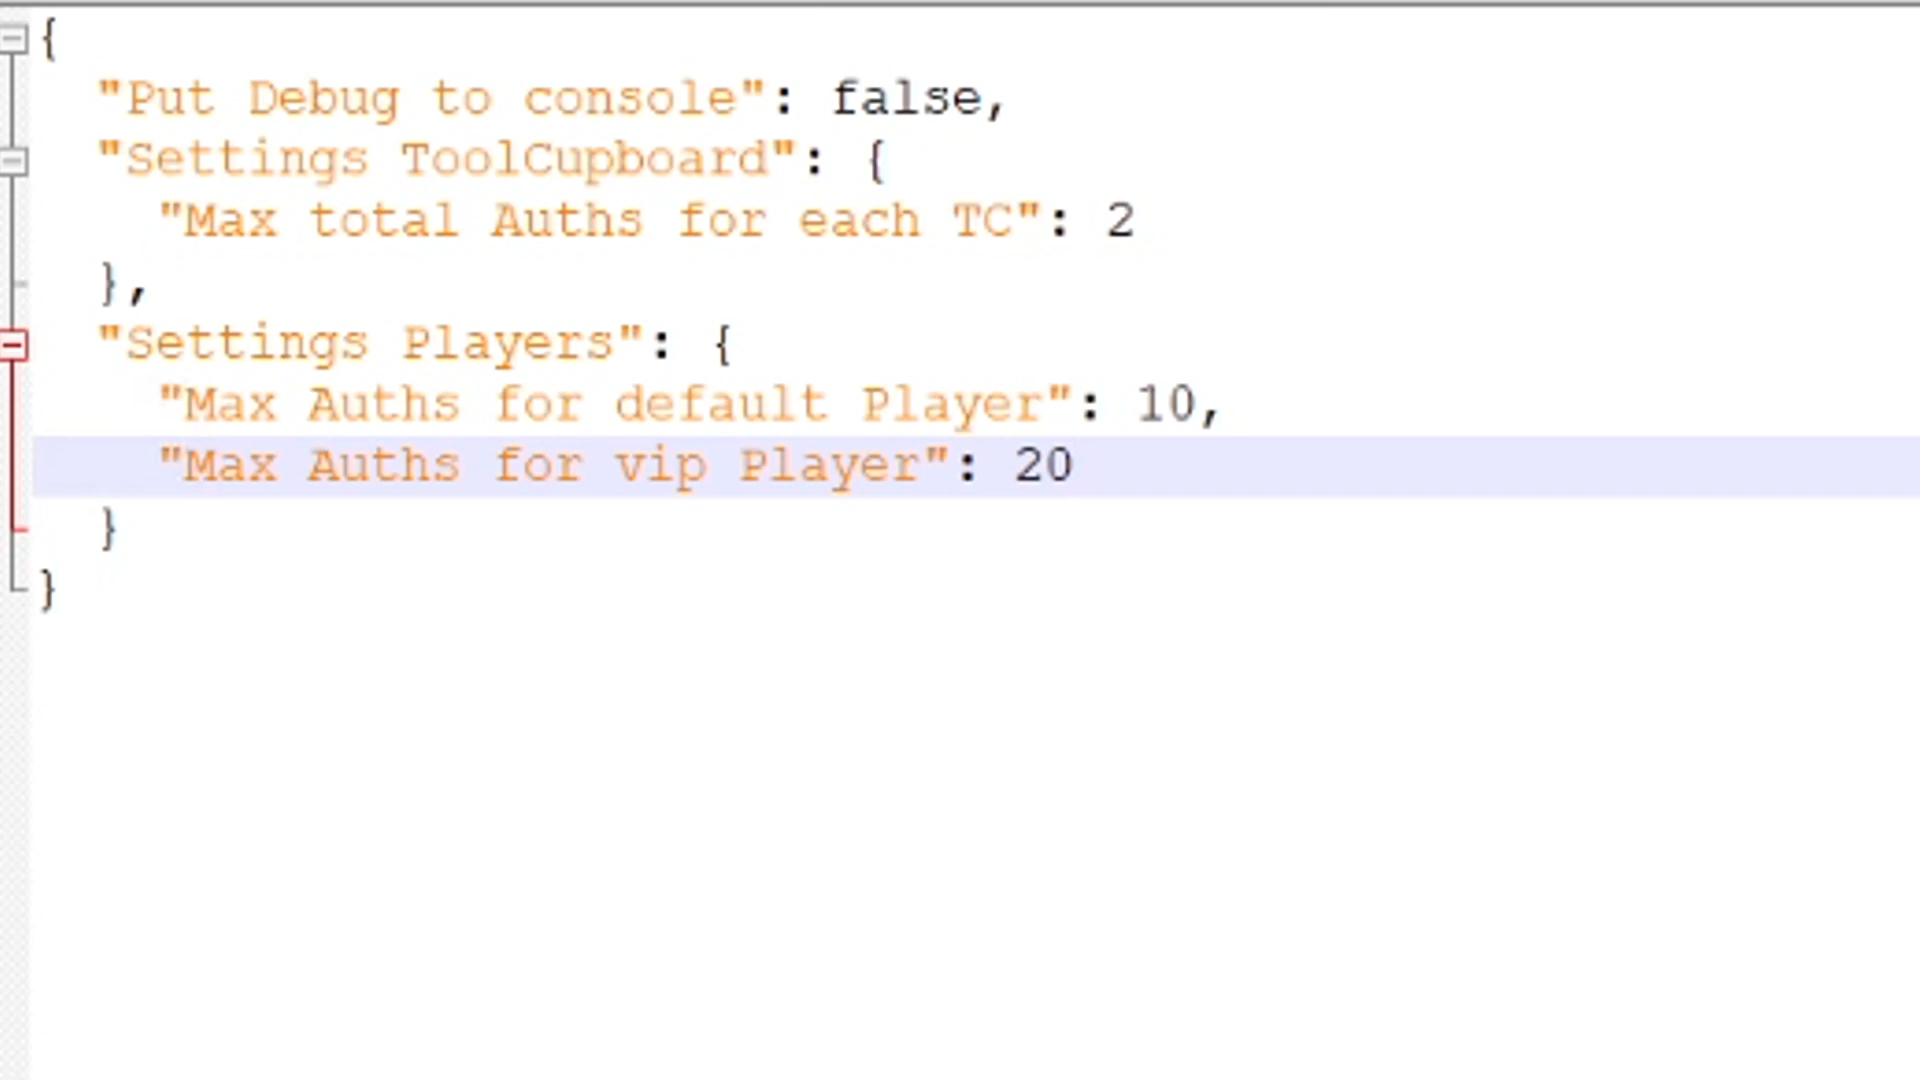 {
"Put Debug to console": false,
"Settings ToolCupboard": {
"Max total Auths for each TC": 2
},
"Settings Players": {
"Max Auths for default Player": 10,
"Max Auths for vip Player": 20
}
}